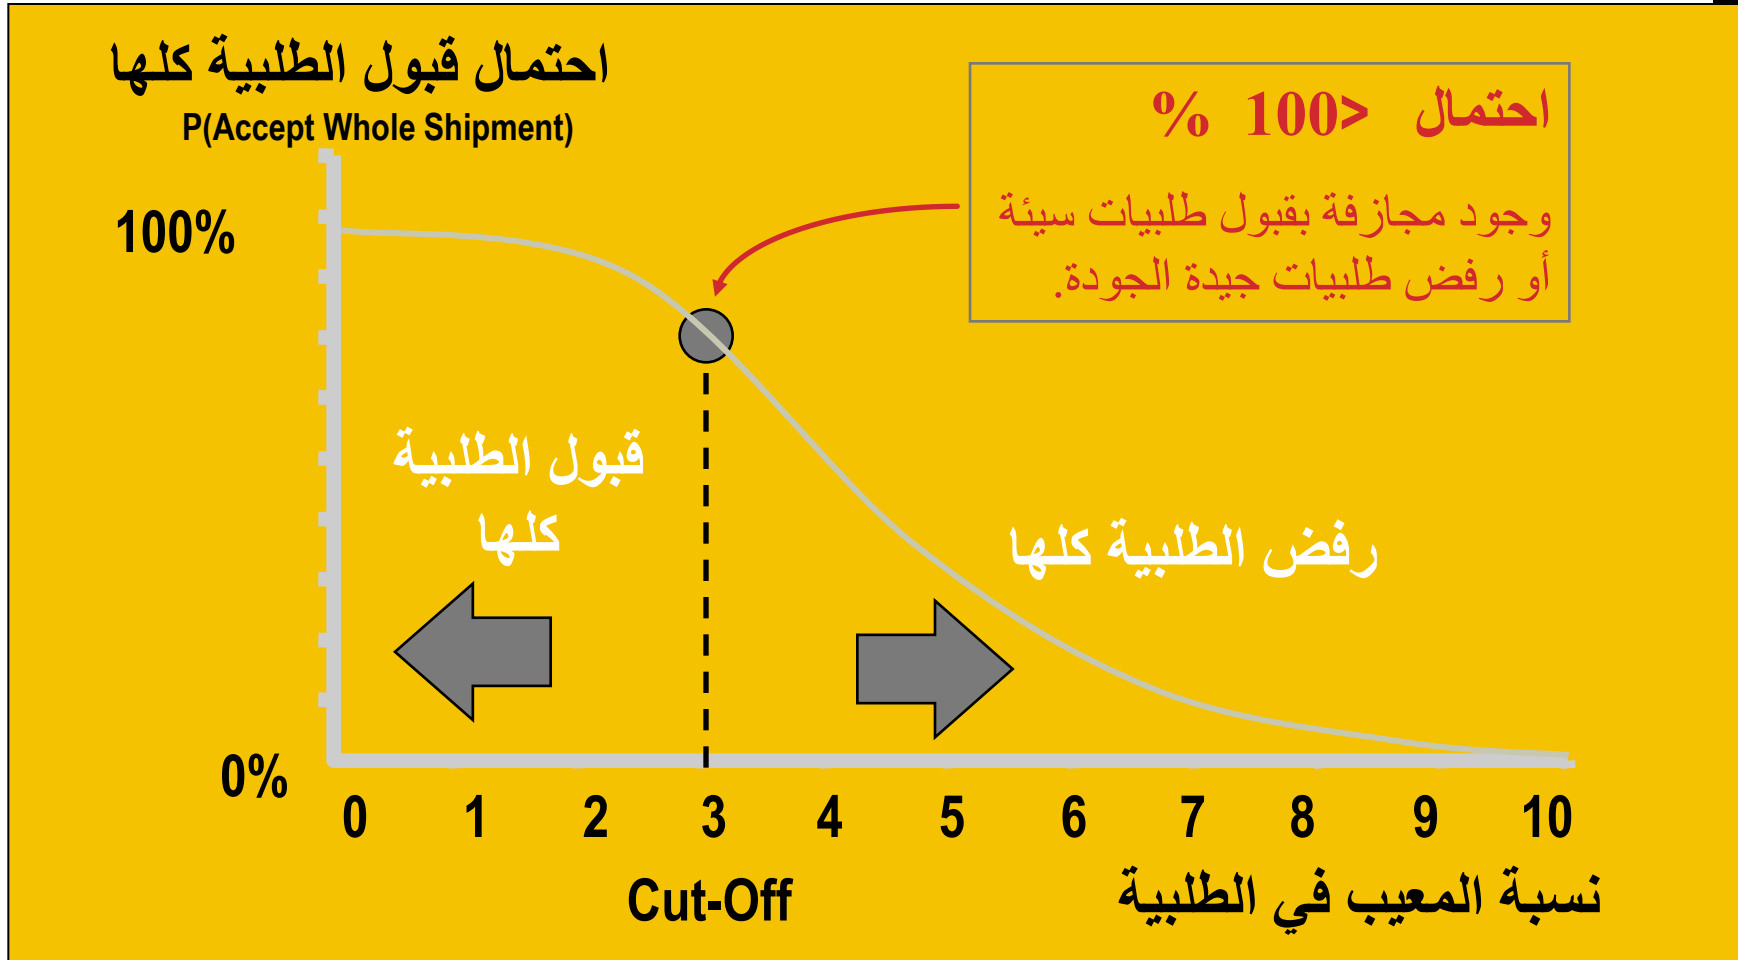 احتمال قبول الطلبية كلها
P(Accept Whole Shipment)
احتمال <100 %
وجود مجازفة بقبول طلبيات سيئة
أو رفض طلبيات جيدة الجودة.
100%
قبول الطلبية
كلها
رفض الطلبية كلها
0%
0 1 2 3 4 5 6 7 8 9 10
Cut-Off
نسبة المعيب في الطلبية